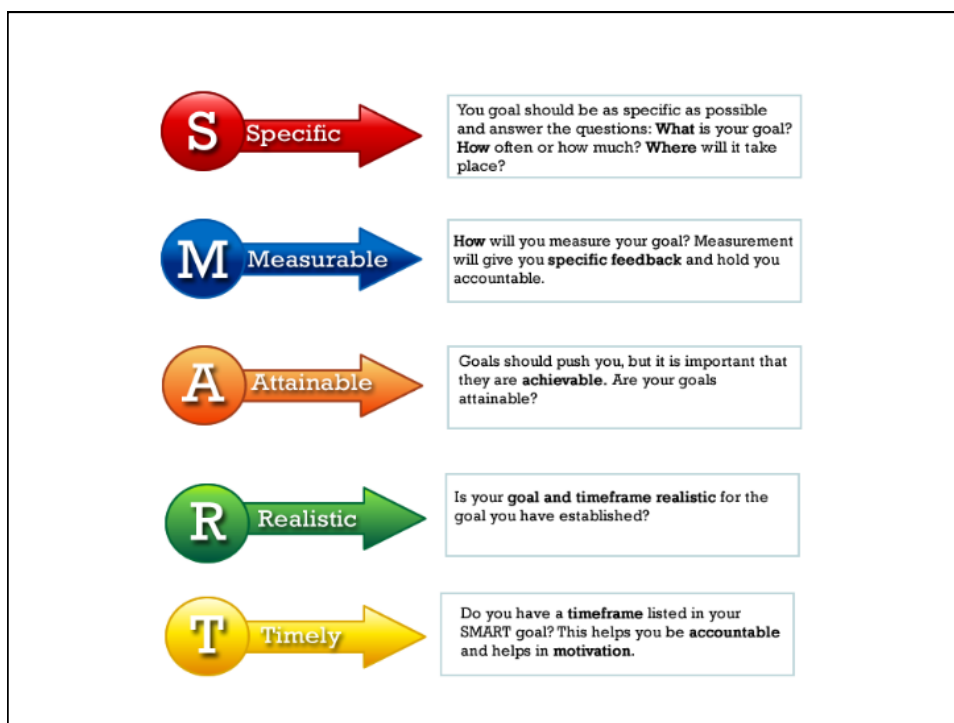 S
Specific
You goal should be as specific as possible
and answer the questions: What is your goal?
How often or how much? Where will it take
place?
M
Measurable
How will you measure your goal? Measurement
will give you specific feedback and hold you
accountable.
A
Attainable
Goals should push you, but it is important that
they are achievable. Are your goals
attainable?
R
Realistic
Is your goal and timeframe realistic for the
goal you have established?
T
Timely
Do you have a timeframe listed in your
SMART goal? This helps you be accountable
and helps in motivation.